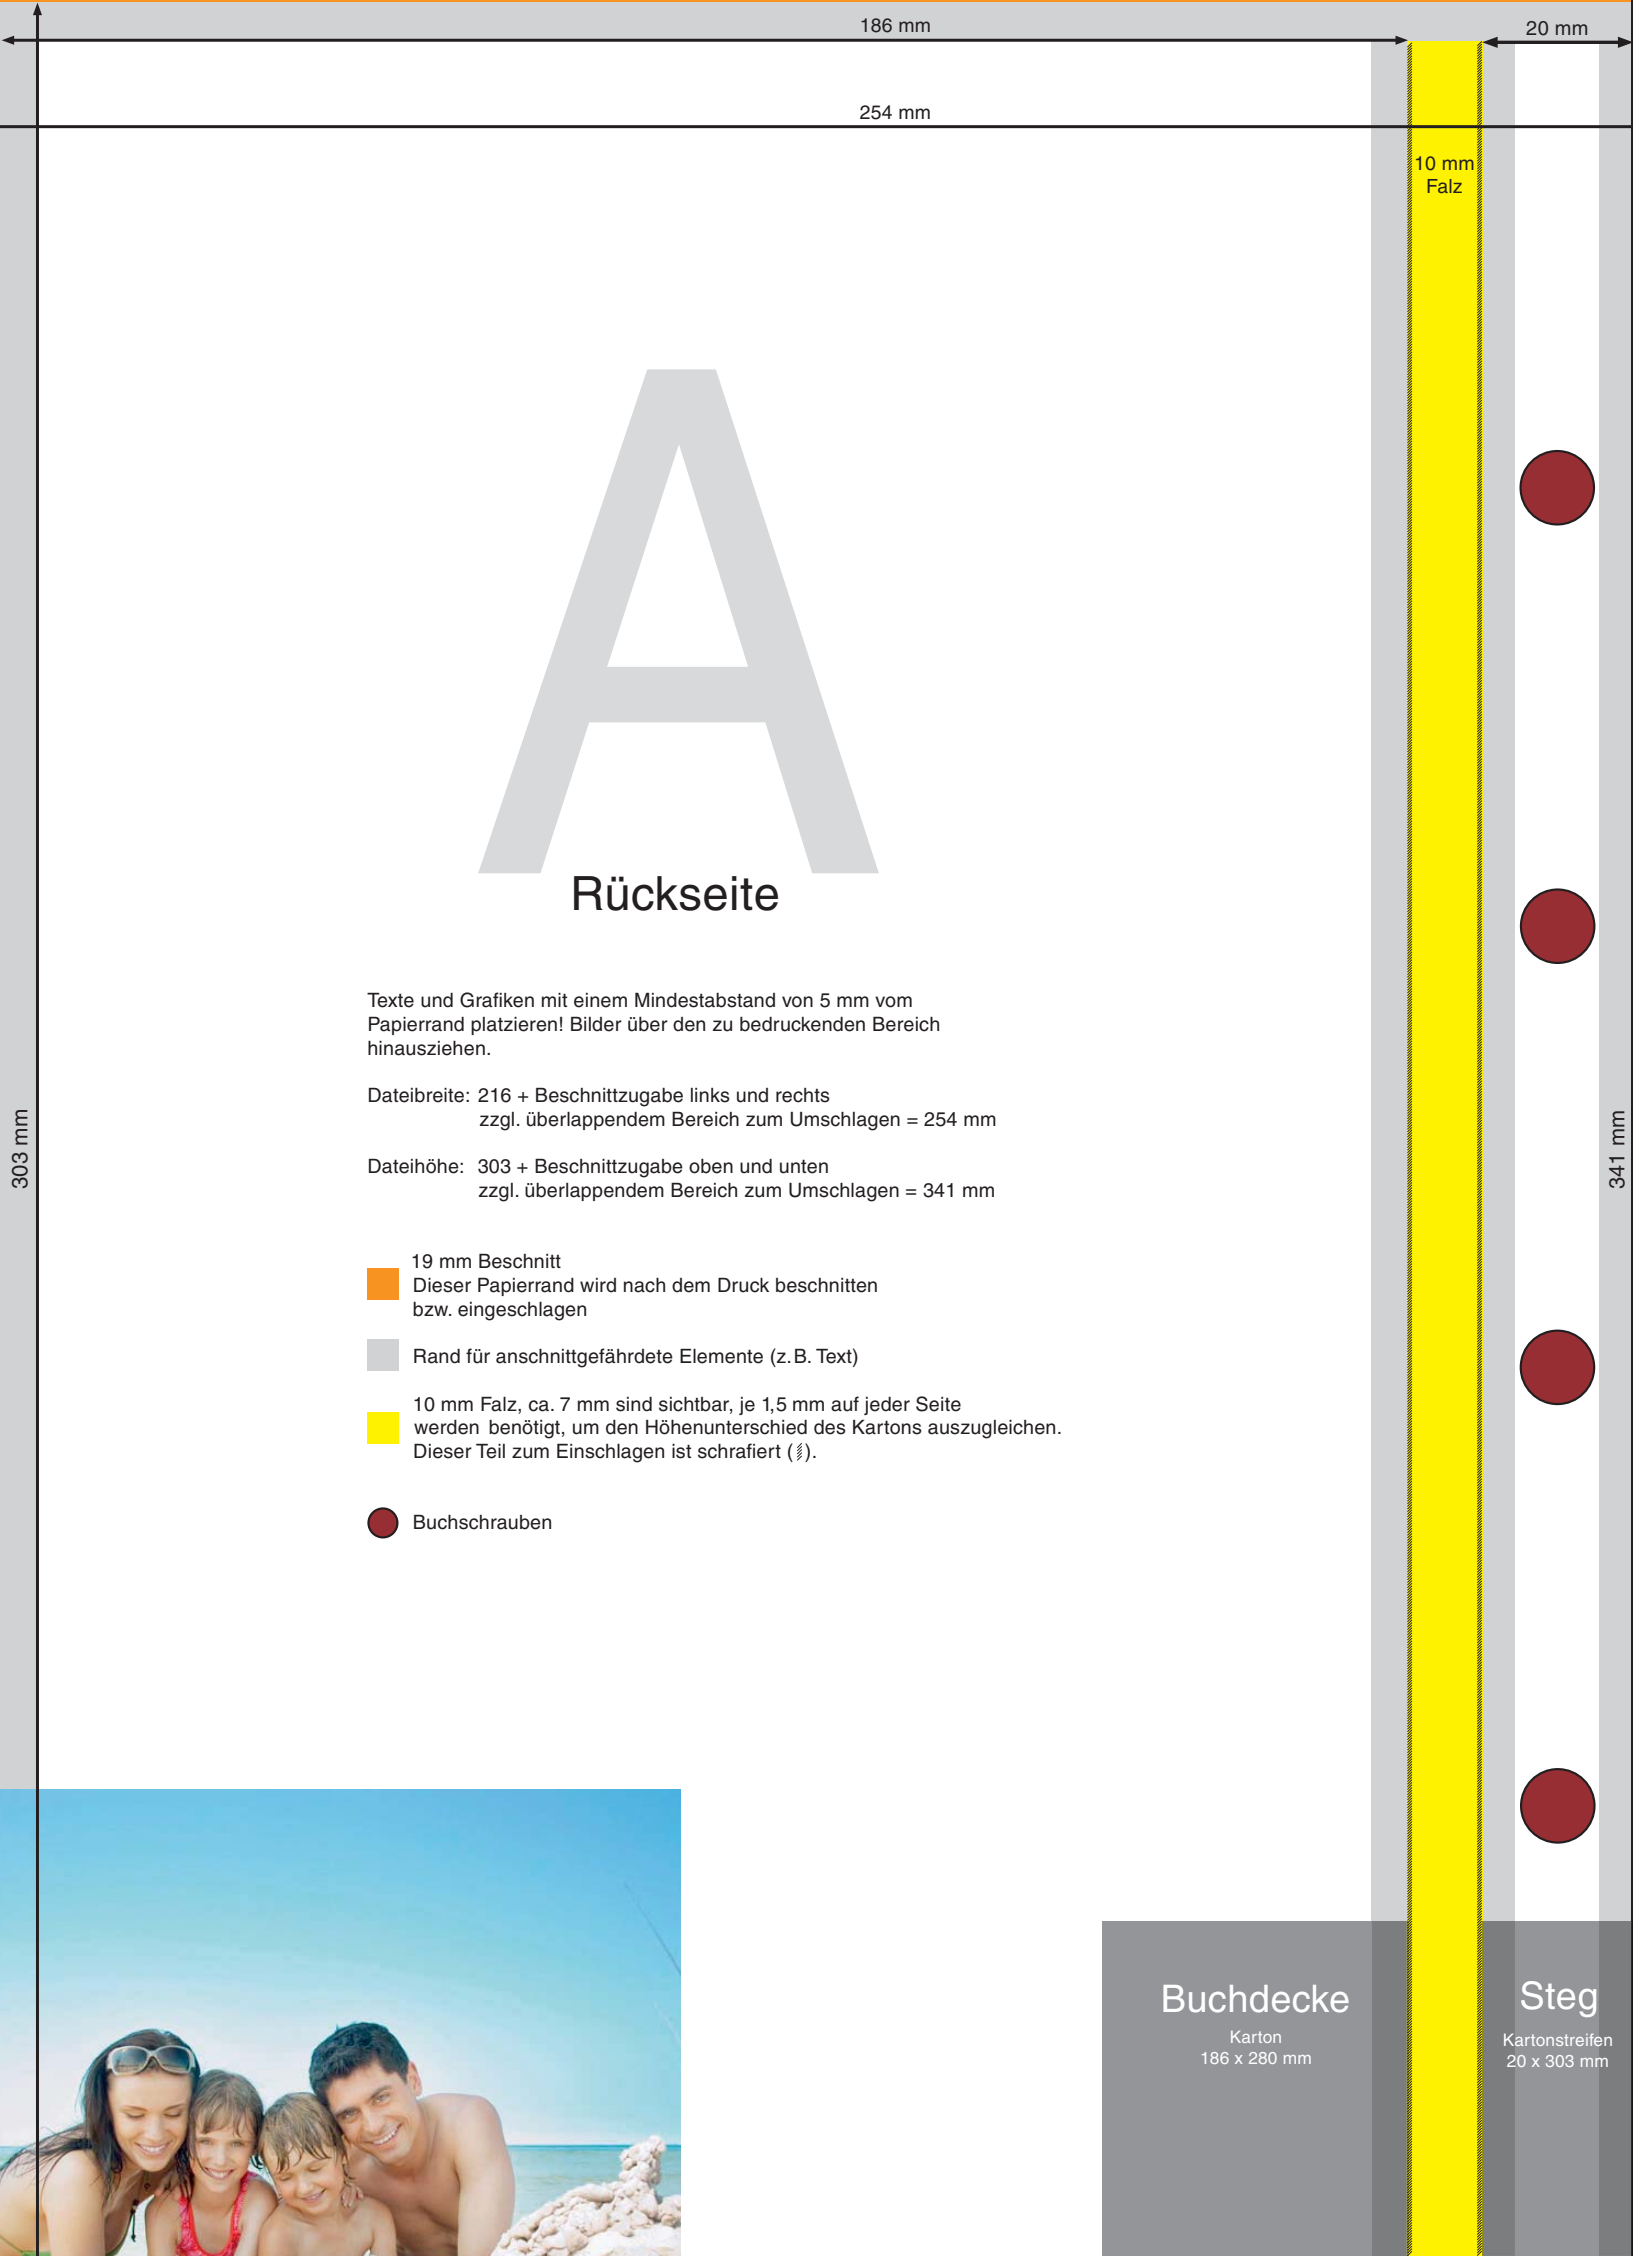 186 mm
20 mm
254 mm
10 mm
Falz
A
Rückseite
Texte und Grafiken mit einem Mindestabstand von 5 mm vom
Papierrand platzieren! Bilder über den zu bedruckenden Bereich
hinausziehen.
Dateibreite: 216 + Beschnittzugabe links und rechts
zzgl. überlappendem Bereich zum Umschlagen = 254 mm
Dateihöhe: 303 + Beschnittzugabe oben und unten
zzgl. überlappendem Bereich zum Umschlagen = 341 mm
303 mm
341 mm
19 mm Beschnitt
Dieser Papierrand wird nach dem Druck beschnitten
bzw. eingeschlagen
Rand für anschnittgefährdete Elemente (z.B. Text)
10 mm Falz, ca. 7 mm sind sichtbar, je 1,5 mm auf jeder Seite
werden benötigt, um den Höhenunterschied des Kartons auszugleichen.
Dieser Teil zum Einschlagen ist schrafiert ( ).
Buchschrauben
Buchdecke
Karton
186 x 280 mm
Steg
Kartonstreifen
20 x 303 mm